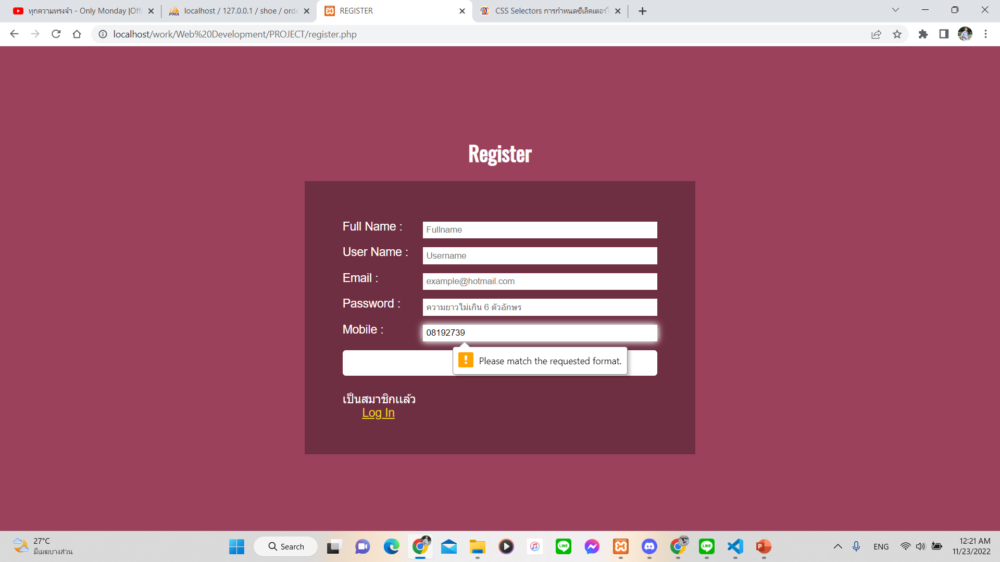 ทุกความทรงจำ - Only Monday |Offi
localhost / 127.0.0.1 / shoe / orde
REGISTER
CSS Selectors การกำหนดซีเล็คเตอร์ใ
localhost/work/Web%20Development/PROJECT/register.php
Register
Full Name :
Fullname
User Name :
Username
Email :
example@hotmail.com
Password :
ความยาวไม่เกิน 6 ตัวอักษร
Mobile :
08192739
Please match the requested format.
เป็นสมาชิกแล้ว
Log In
27°C
มีเมฆบางส่วน
Search
ENG
12:21 AM
11/23/2022